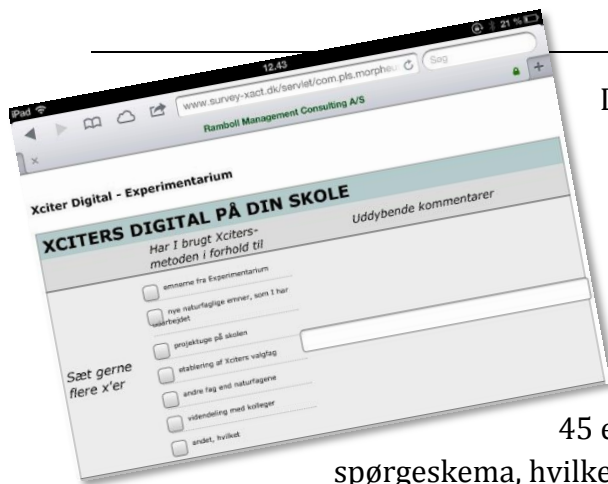 iPad
12.43
21 %
www.survey-xact.dk/servlet/com.pls.morpheu
Søg
Ramboll Management Consulting A/S
Xciter Digital - Experimentarium
XCITERS DIGITAL PÅ DIN SKOLE
Har I brugt Xciters-
metoden i forhold til
Uddybende kommentarer
Sæt gerne
flere x'er
emnerne fra Experimentarium
nye naturfaglige emner, som I har
udarbejdet
projektuge på skolen
etablering af Xciters valgfag
andre fag end naturfagene
videndeling med kolleger
andet, hvilket
45 e
spørgeskema, hvilke